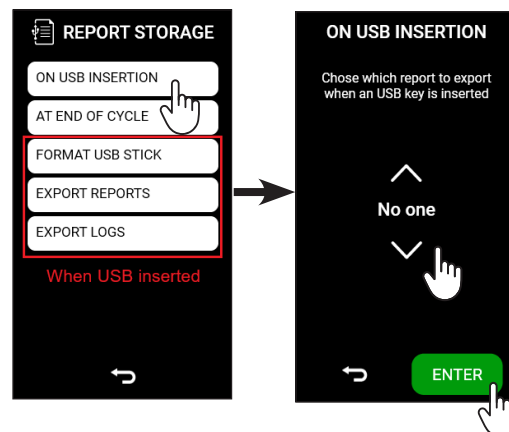 REPORT STORAGE
ON USB INSERTION
AT END OF CYCLE
FORMAT USB STICK
EXPORT REPORTS
EXPORT LOGS
When USB inserted
ON USB INSERTION
Chose which report to export
when an USB key is inserted
No one
ENTER